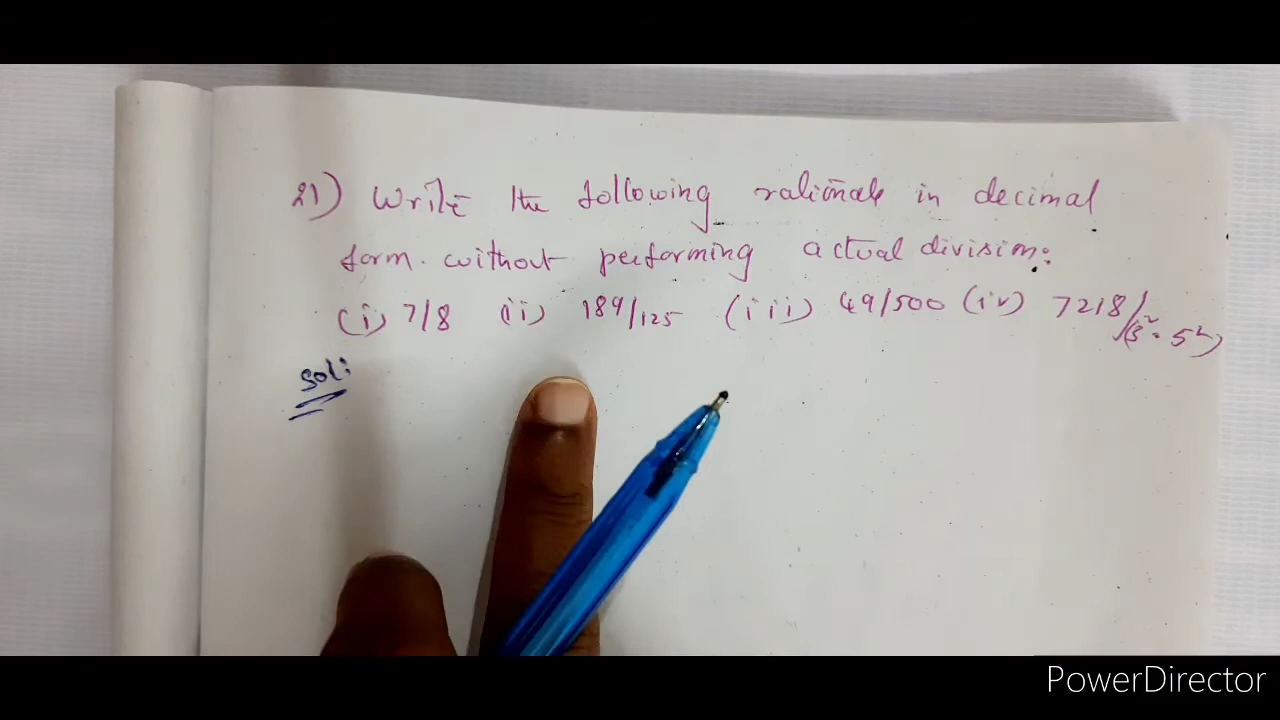 21) Write the following rationals in decimal
form. without performing actual division:
(i) 7/8 (ii) 189/125 (iii) 49/500 (iv) 7218/(3². 5²)
Sol:
PowerDirector